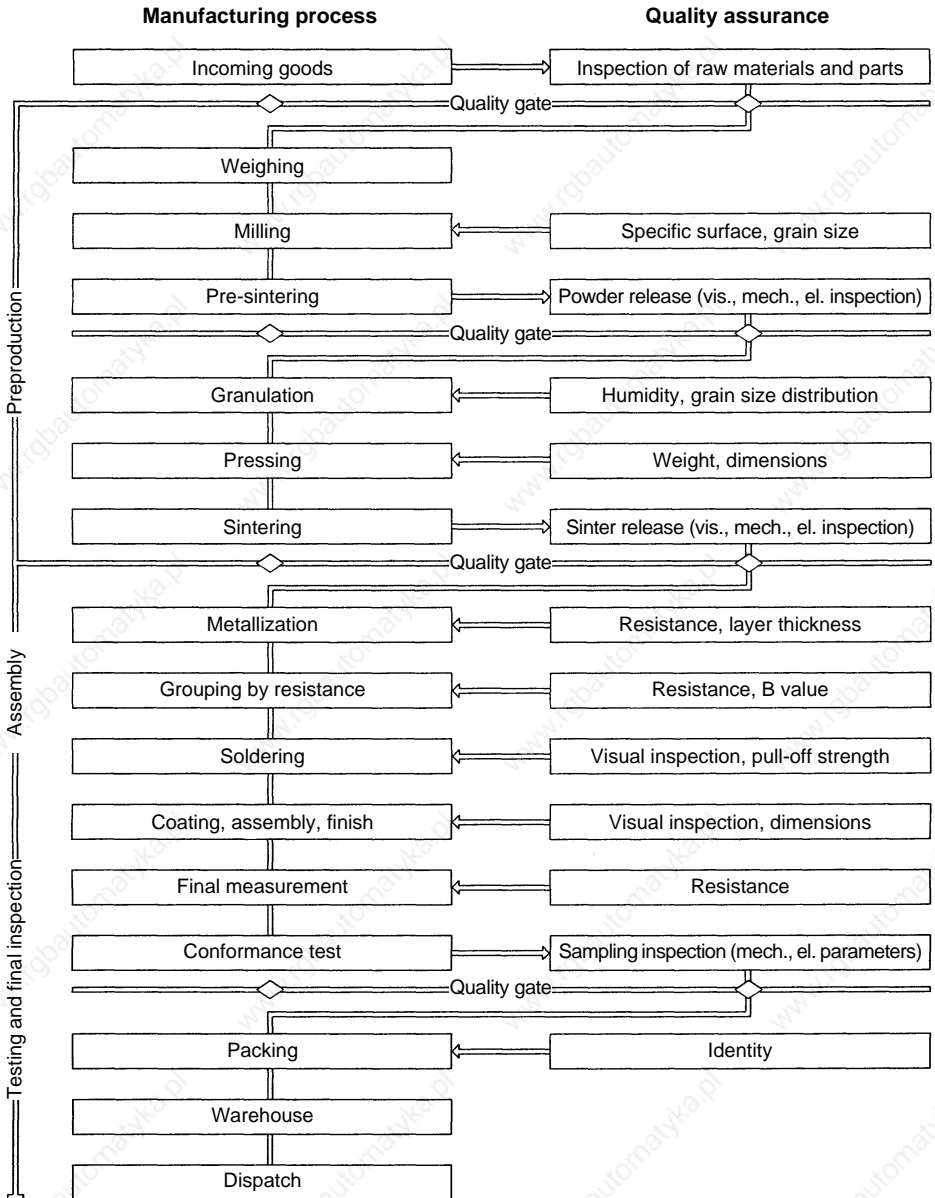 Manufacturing process Quality assurance
Incoming goods Inspection of raw materials and parts
Quality gate
Weighing
Milling Specific surface, grain size
Pre-sintering Powder release (vis., mech., el. inspection)
Quality gate
Preproduction
Granulation Humidity, grain size distribution
Pressing Weight, dimensions
Sintering Sinter release (vis., mech., el. inspection)
Quality gate
Metallization Resistance, layer thickness
Assembly
Grouping by resistance Resistance, B value
Soldering Visual inspection, pull-off strength
Coating, assembly, finish Visual inspection, dimensions
Final measurement Resistance
Conformance test Sampling inspection (mech., el. parameters)
Quality gate
Testing and final inspection
Packing Identity
Warehouse
Dispatch
www.rgbautomatyka.pl